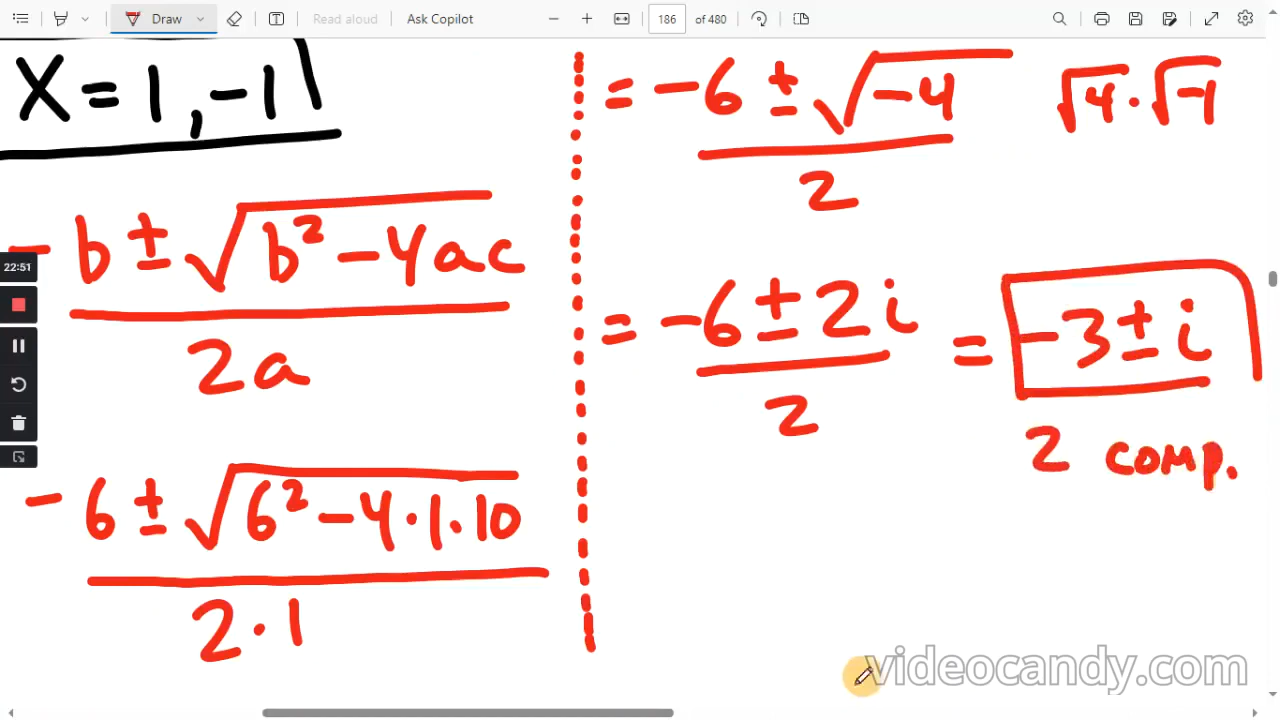 Draw
Read aloud
Ask Copilot
186 of 480
X = 1, -1
-b ± √(b² - 4ac)
2a
-6 ± √(6² - 4·1·10)
2·1
= -6 ± √-4
2
√4 · √-1
= -6 ± 2i
2
= -3 ± i
2 comp.
22:51
videocandy.com